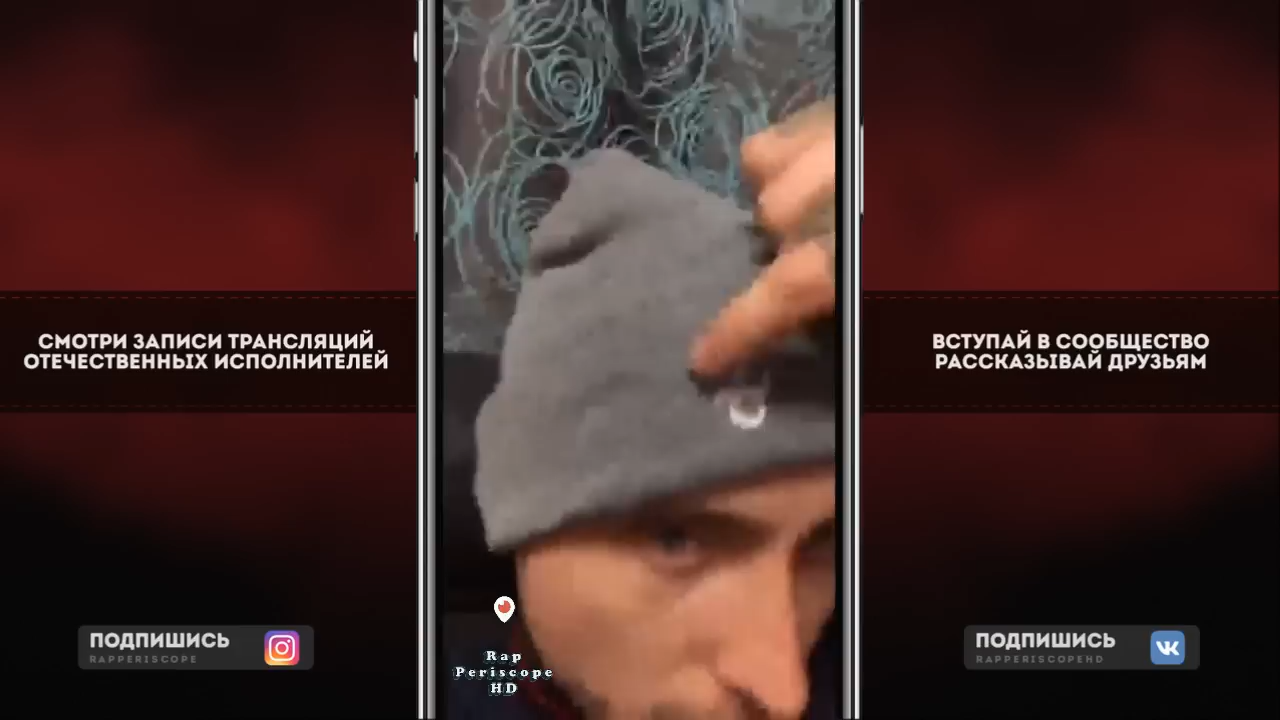 СМОТРИ ЗАПИСИ ТРАНСЛЯЦИЙ
ОТЕЧЕСТВЕННЫХ ИСПОЛНИТЕЛЕЙ
ВСТУПАЙ В СООБЩЕСТВО
РАССКАЗЫВАЙ ДРУЗЬЯМ
ПОДПИШИСЬ
RAPPERISCOPE
Rap
Periscope
HD
ПОДПИШИСЬ
RAPPERISCOPEHD